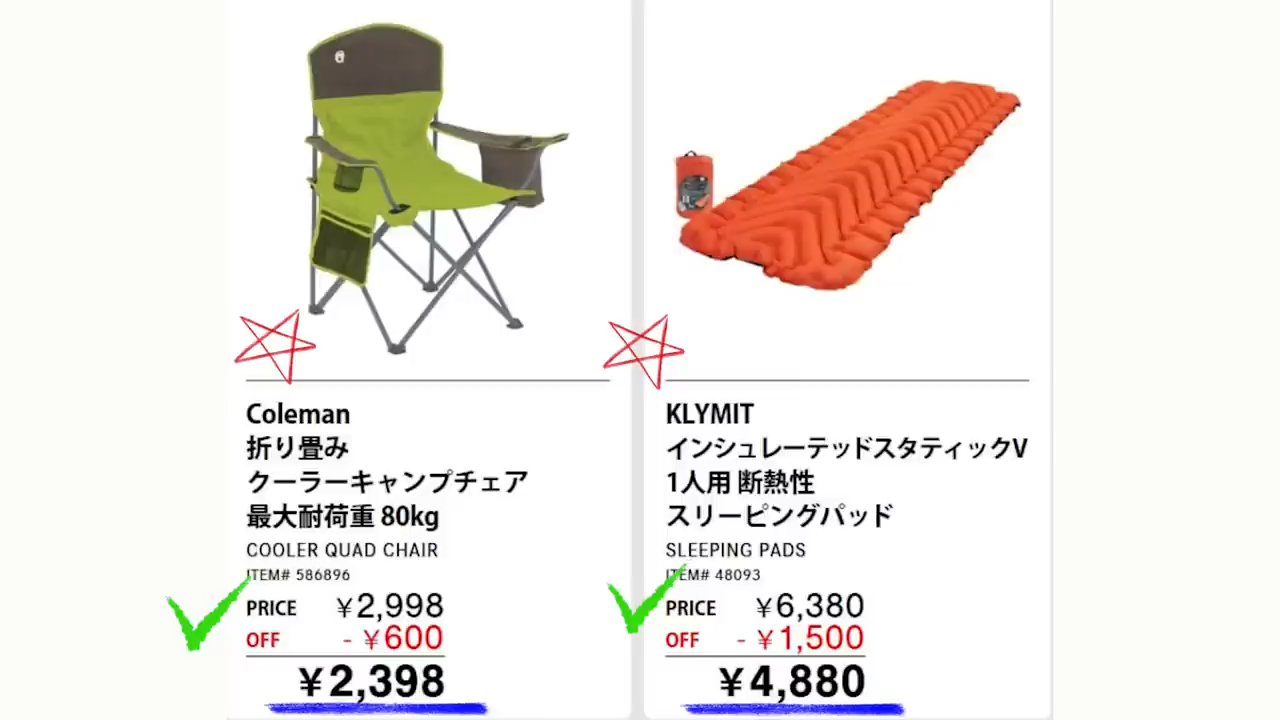 Coleman
折り畳み
クーラーキャンプチェア
最大耐荷重 80kg
COOLER QUAD CHAIR
ITEM# 586896
PRICE ¥2,998
OFF - ¥600
¥2,398
KLYMIT
インシュレーテッドスタティックV
1人用 断熱性
スリーピングパッド
SLEEPING PADS
ITEM# 48093
PRICE ¥6,380
OFF - ¥1,500
¥4,880